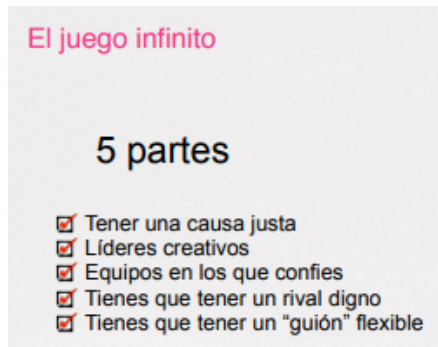 El juego infinito
5 partes
Tener una causa justa
Líderes creativos
Equipos en los que confies
Tienes que tener un rival digno
Tienes que tener un “guión” flexible